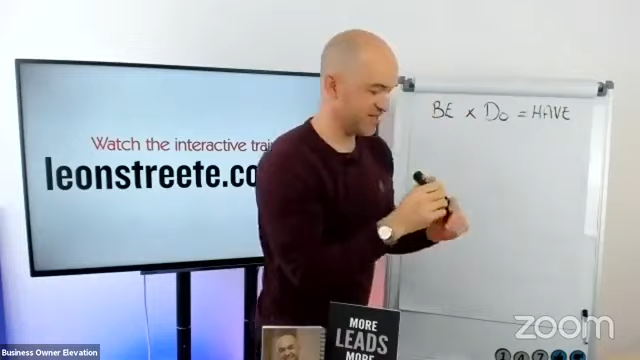 Watch the interactive trai
leonstreete.co
BE x Do = HAVE
MORE
LEADS
MORE
zoom
Business Owner Elevation